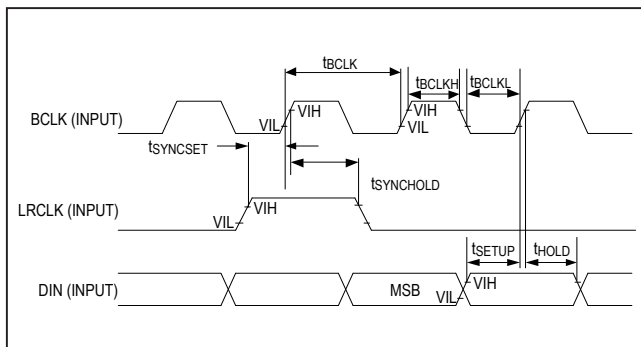 tBCLK
tBCLKH
tBCLKL
BCLK (INPUT)
VIH
VIL
VIH
VIL
tSYNCSET
tSYNCHOLD
LRCLK (INPUT)
VIH
VIL
tSETUP
tHOLD
DIN (INPUT)
MSB
VIH
VIL